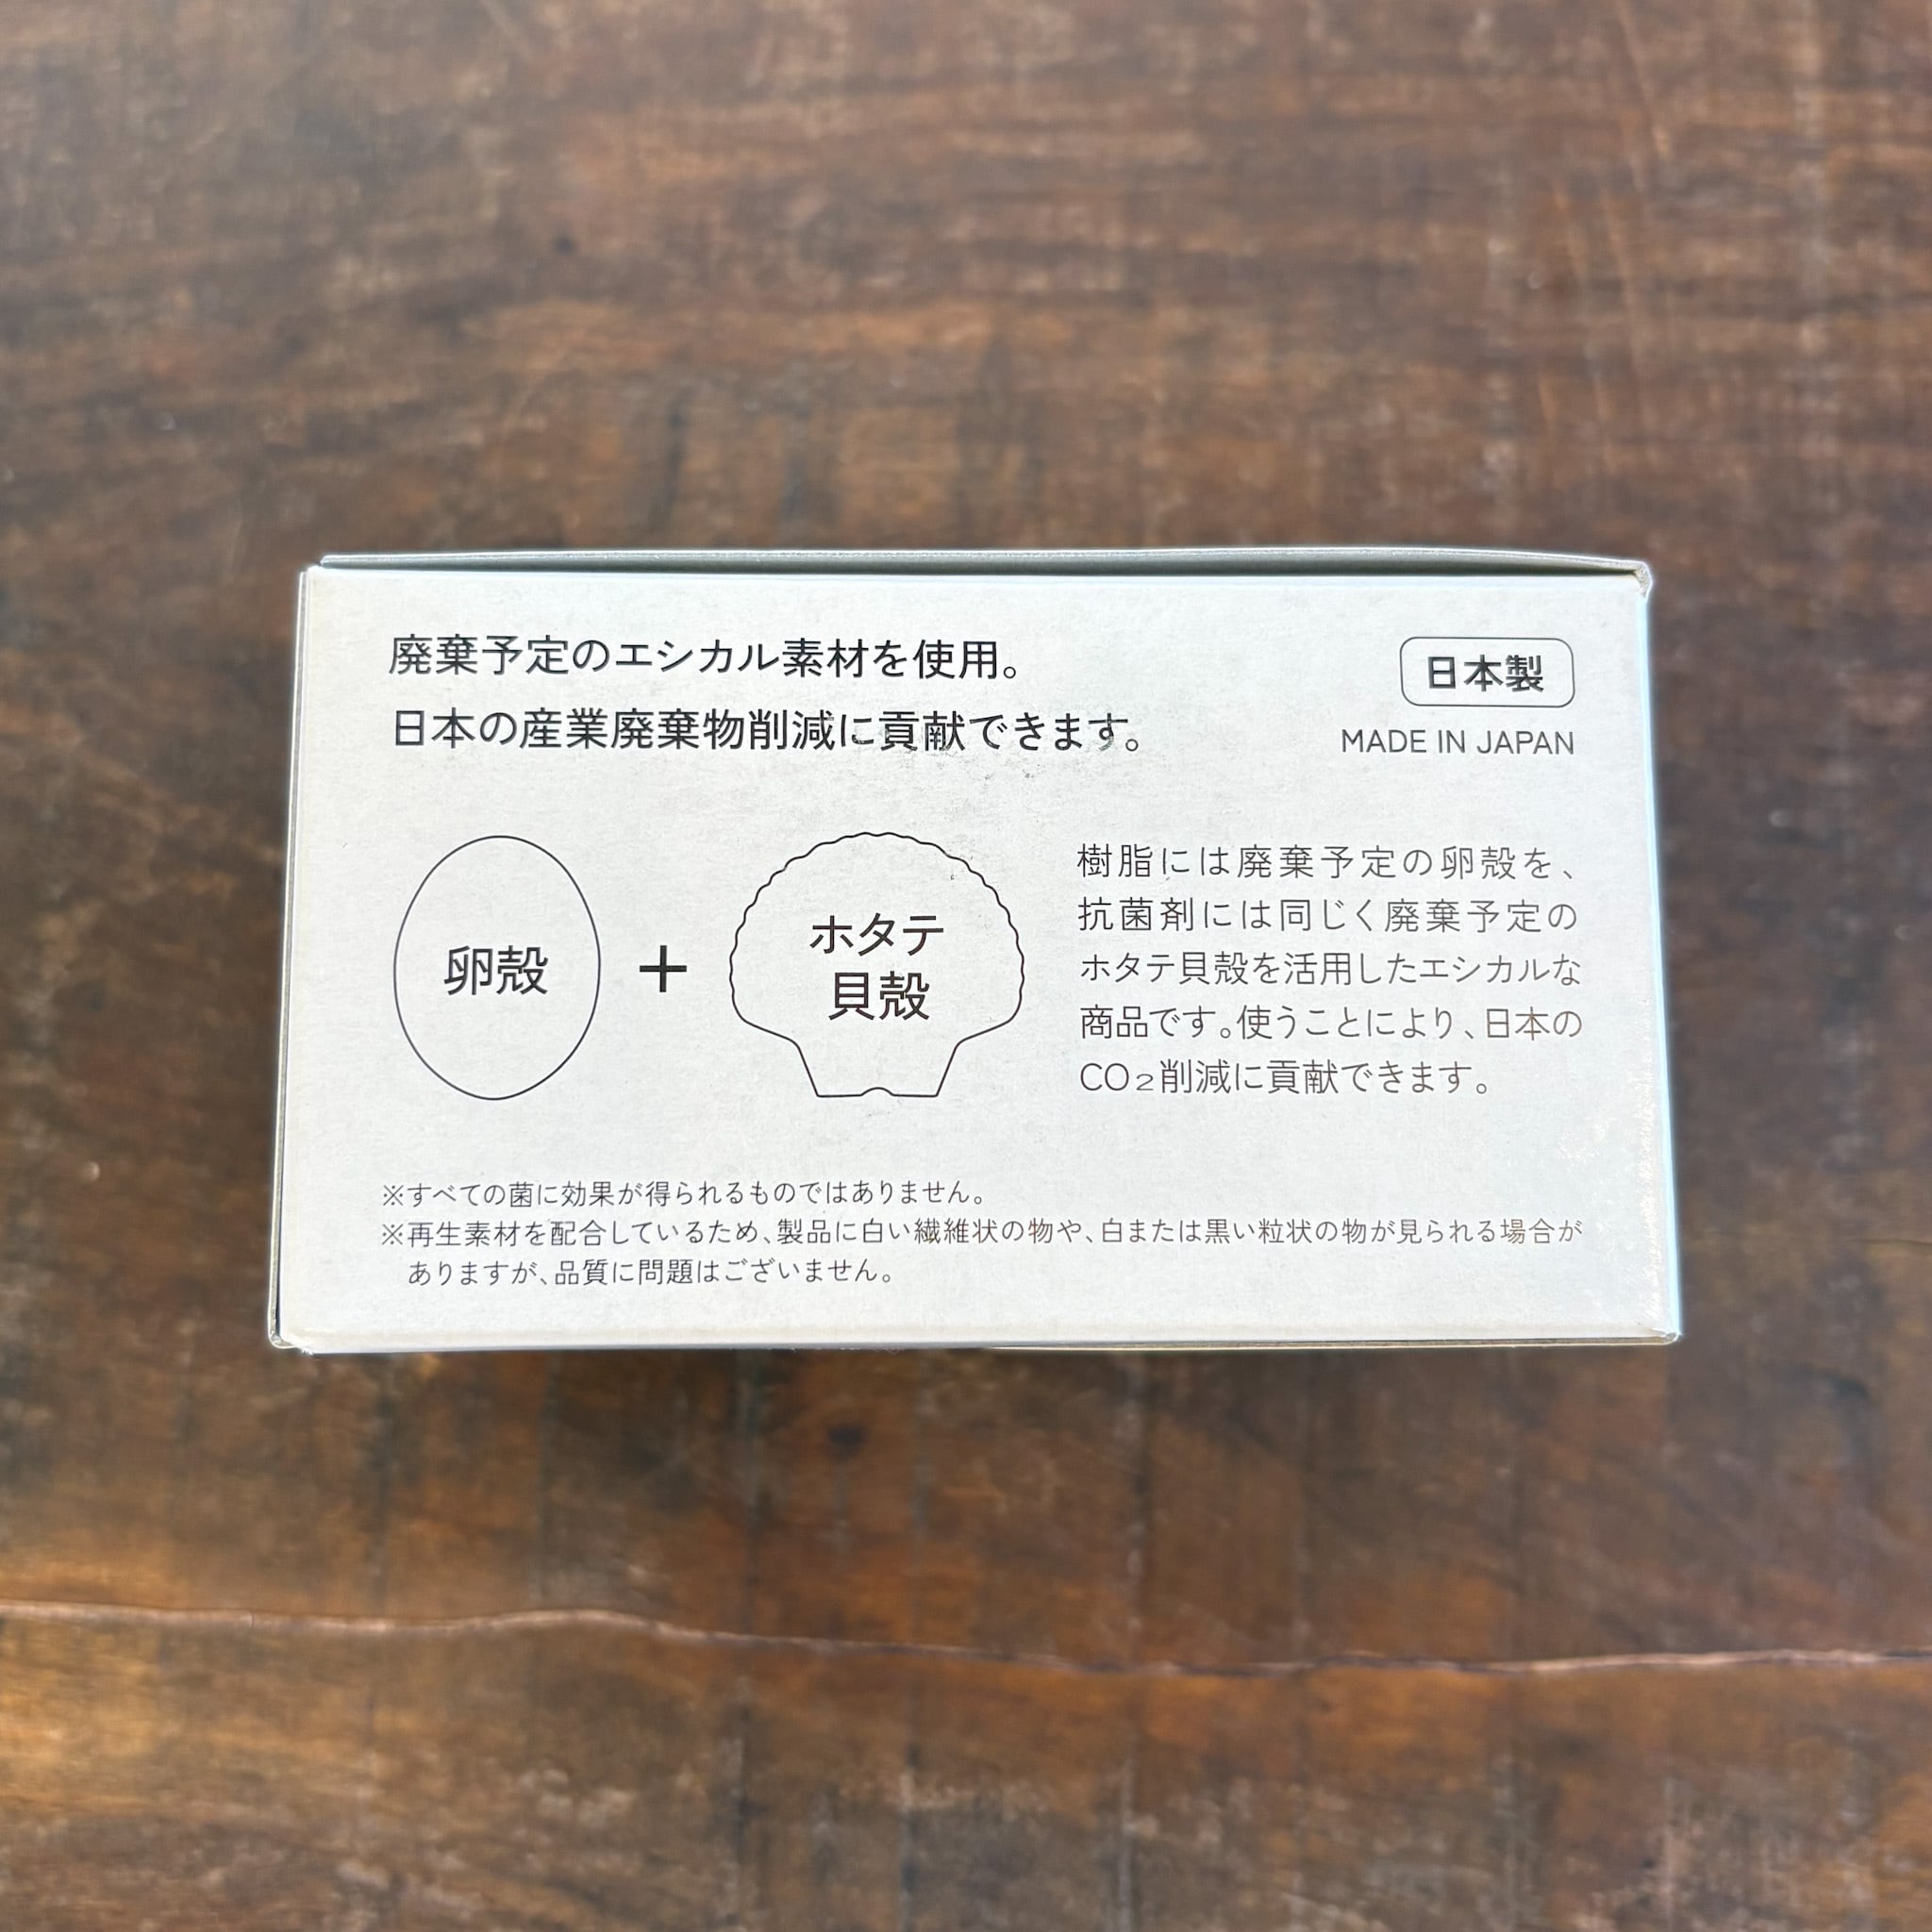 廃棄予定のエシカル素材を使用。
日本の産業廃棄物削減に貢献できます。
日本製
MADE IN JAPAN
卵殻
+
ホタテ
貝殻
樹脂には廃棄予定の卵殻を、
抗菌剤には同じく廃棄予定の
ホタテ貝殻を活用したエシカルな
商品です。使うことにより、日本の
CO₂削減に貢献できます。
※すべての菌に効果が得られるものではありません。
※再生素材を配合しているため、製品に白い繊維状の物や、白または黒い粒状の物が見られる場合が
ありますが、品質に問題はございません。